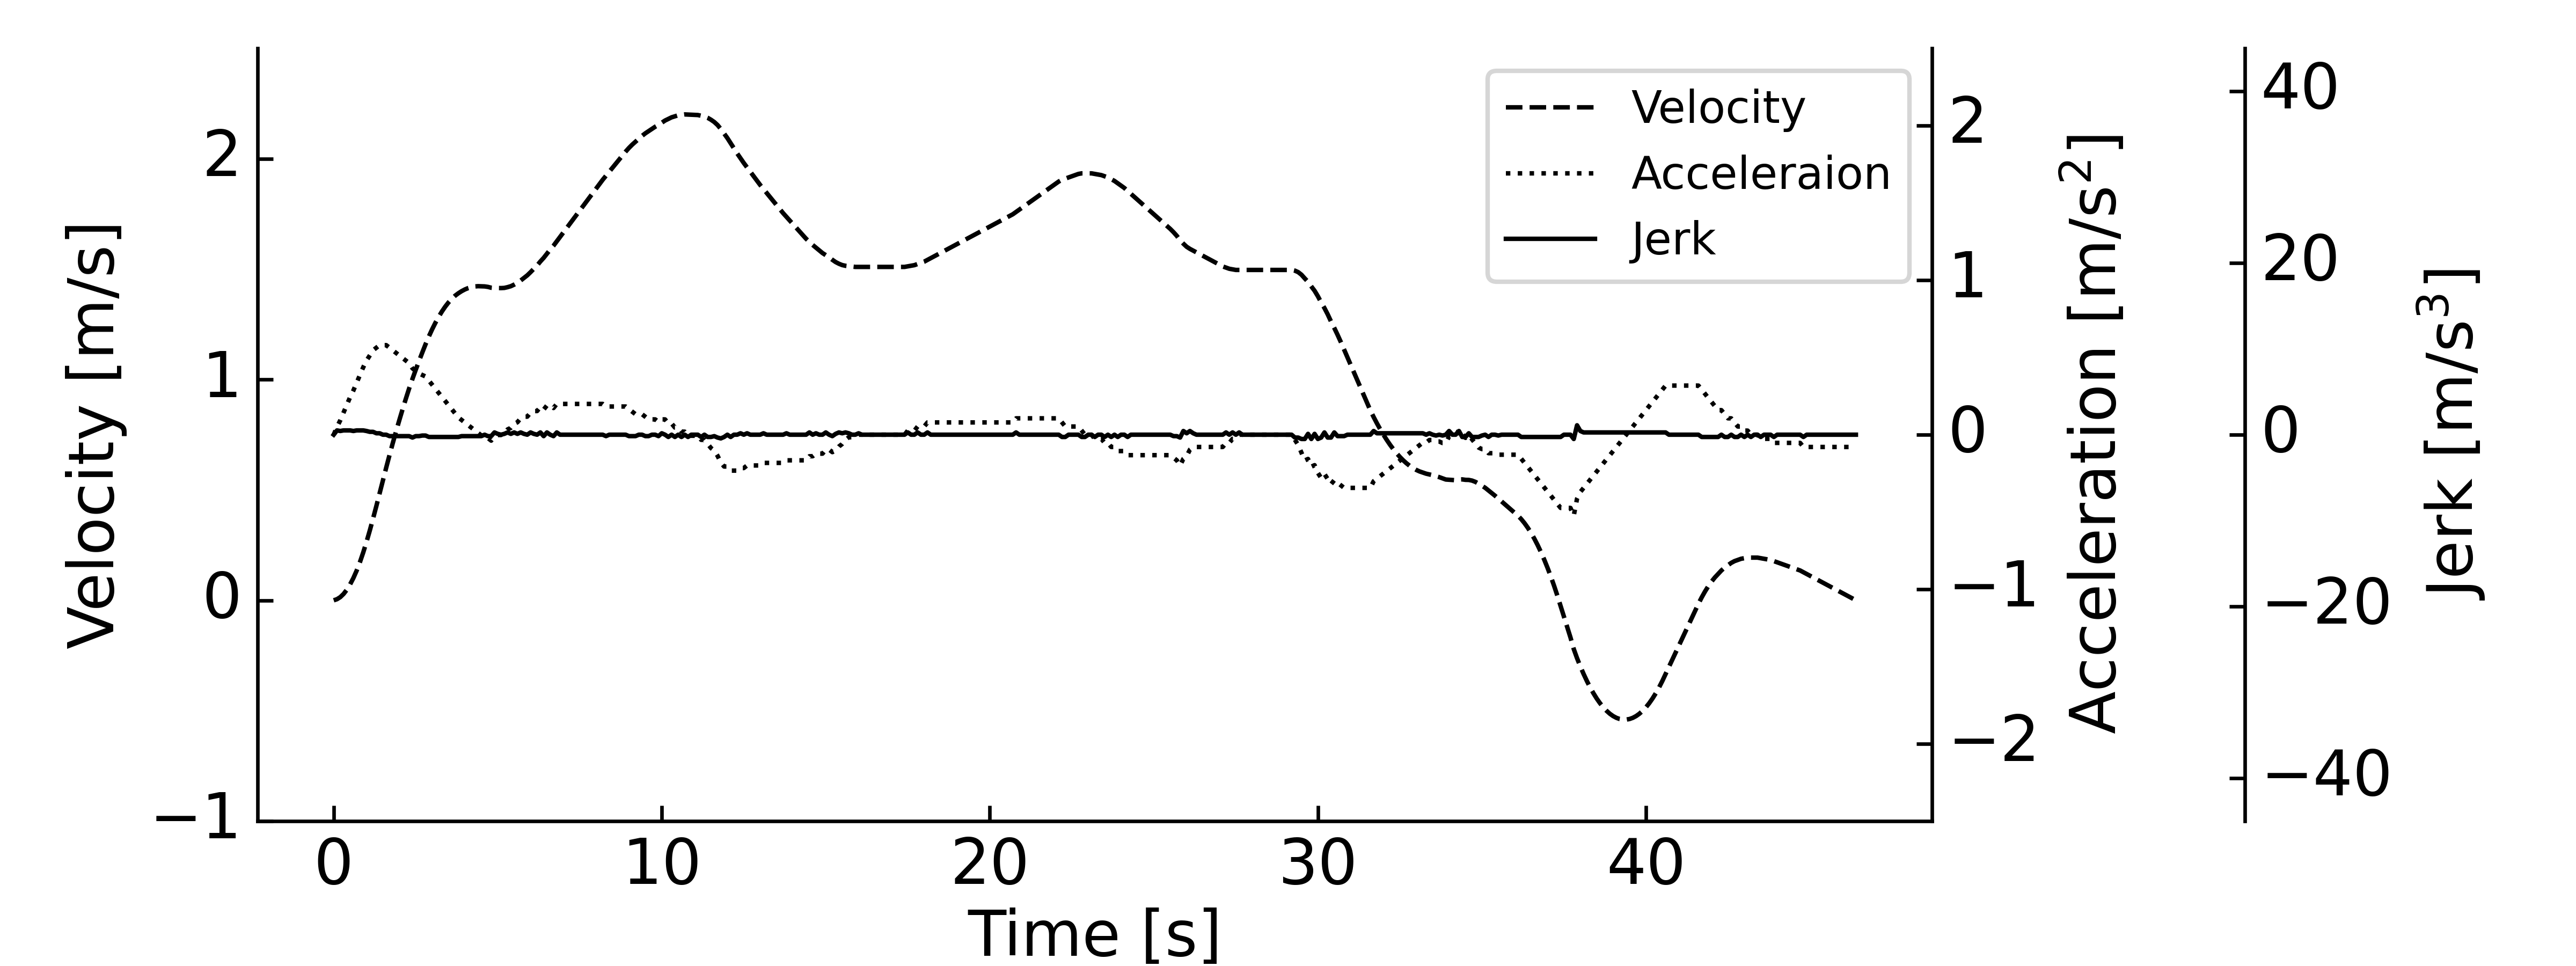 Velocity [m/s]
2
1
0
−1
0 10 20 30 40
Time [s]
Velocity
Acceleraion
Jerk
2
1
0
−1
−2
Acceleration [m/s²]
40
20
0
−20
−40
Jerk [m/s³]